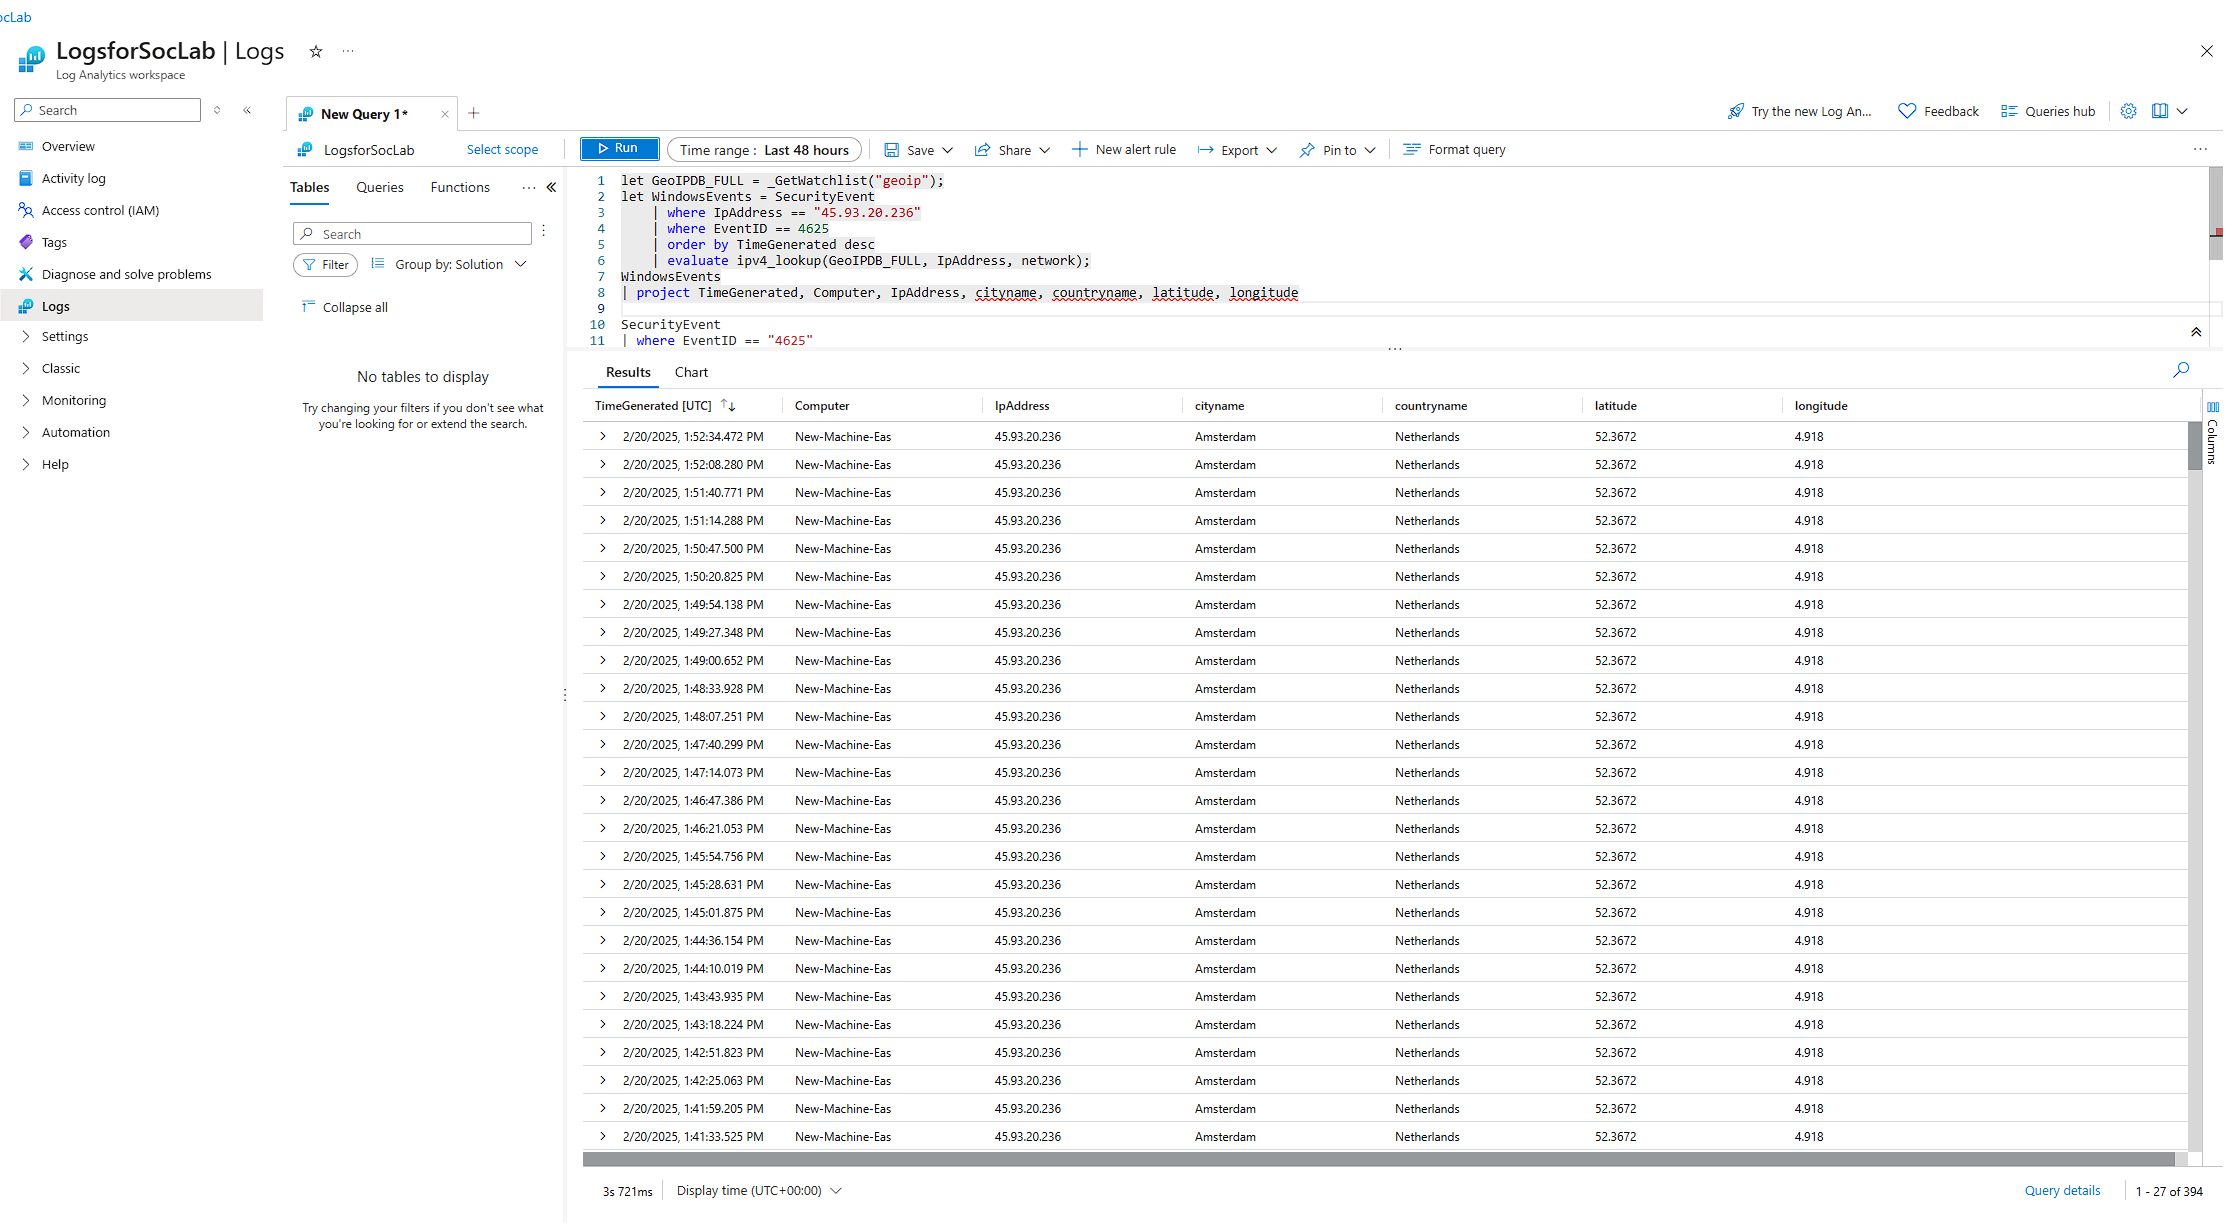 ocLab
LogsforSocLab | Logs
Log Analytics workspace
Search
Overview
Activity log
Access control (IAM)
Tags
Diagnose and solve problems
Logs
Settings
Classic
Monitoring
Automation
Help
New Query 1*
Try the new Log An...
Feedback
Queries hub
LogsforSocLab
Select scope
Run
Time range : Last 48 hours
Save
Share
New alert rule
Export
Pin to
Format query
Tables
Queries
Functions
Search
Filter
Group by: Solution
Collapse all
No tables to display
Try changing your filters if you don't see what
you're looking for or extend the search.
1 let GeoIPDB_FULL = _GetWatchlist("geoip");
2 let WindowsEvents = SecurityEvent
3 | where IpAddress == "45.93.20.236"
4 | where EventID == 4625
5 | order by TimeGenerated desc
6 | evaluate ipv4_lookup(GeoIPDB_FULL, IpAddress, network);
7 WindowsEvents
8 | project TimeGenerated, Computer, IpAddress, cityname, countryname, latitude, longitude
9
10 SecurityEvent
11 | where EventID == "4625"
Results Chart
TimeGenerated [UTC] Computer IpAddress cityname countryname latitude longitude
2/20/2025, 1:52:34.472 PM New-Machine-Eas 45.93.20.236 Amsterdam Netherlands 52.3672 4.918
2/20/2025, 1:52:08.280 PM New-Machine-Eas 45.93.20.236 Amsterdam Netherlands 52.3672 4.918
2/20/2025, 1:51:40.771 PM New-Machine-Eas 45.93.20.236 Amsterdam Netherlands 52.3672 4.918
2/20/2025, 1:51:14.288 PM New-Machine-Eas 45.93.20.236 Amsterdam Netherlands 52.3672 4.918
2/20/2025, 1:50:47.500 PM New-Machine-Eas 45.93.20.236 Amsterdam Netherlands 52.3672 4.918
2/20/2025, 1:50:20.825 PM New-Machine-Eas 45.93.20.236 Amsterdam Netherlands 52.3672 4.918
2/20/2025, 1:49:54.138 PM New-Machine-Eas 45.93.20.236 Amsterdam Netherlands 52.3672 4.918
2/20/2025, 1:49:27.348 PM New-Machine-Eas 45.93.20.236 Amsterdam Netherlands 52.3672 4.918
2/20/2025, 1:49:00.652 PM New-Machine-Eas 45.93.20.236 Amsterdam Netherlands 52.3672 4.918
2/20/2025, 1:48:33.928 PM New-Machine-Eas 45.93.20.236 Amsterdam Netherlands 52.3672 4.918
2/20/2025, 1:48:07.251 PM New-Machine-Eas 45.93.20.236 Amsterdam Netherlands 52.3672 4.918
2/20/2025, 1:47:40.299 PM New-Machine-Eas 45.93.20.236 Amsterdam Netherlands 52.3672 4.918
2/20/2025, 1:47:14.073 PM New-Machine-Eas 45.93.20.236 Amsterdam Netherlands 52.3672 4.918
2/20/2025, 1:46:47.386 PM New-Machine-Eas 45.93.20.236 Amsterdam Netherlands 52.3672 4.918
2/20/2025, 1:46:21.053 PM New-Machine-Eas 45.93.20.236 Amsterdam Netherlands 52.3672 4.918
2/20/2025, 1:45:54.756 PM New-Machine-Eas 45.93.20.236 Amsterdam Netherlands 52.3672 4.918
2/20/2025, 1:45:28.631 PM New-Machine-Eas 45.93.20.236 Amsterdam Netherlands 52.3672 4.918
2/20/2025, 1:45:01.875 PM New-Machine-Eas 45.93.20.236 Amsterdam Netherlands 52.3672 4.918
2/20/2025, 1:44:36.154 PM New-Machine-Eas 45.93.20.236 Amsterdam Netherlands 52.3672 4.918
2/20/2025, 1:44:10.019 PM New-Machine-Eas 45.93.20.236 Amsterdam Netherlands 52.3672 4.918
2/20/2025, 1:43:43.935 PM New-Machine-Eas 45.93.20.236 Amsterdam Netherlands 52.3672 4.918
2/20/2025, 1:43:18.224 PM New-Machine-Eas 45.93.20.236 Amsterdam Netherlands 52.3672 4.918
2/20/2025, 1:42:51.823 PM New-Machine-Eas 45.93.20.236 Amsterdam Netherlands 52.3672 4.918
2/20/2025, 1:42:25.063 PM New-Machine-Eas 45.93.20.236 Amsterdam Netherlands 52.3672 4.918
2/20/2025, 1:41:59.205 PM New-Machine-Eas 45.93.20.236 Amsterdam Netherlands 52.3672 4.918
2/20/2025, 1:41:33.525 PM New-Machine-Eas 45.93.20.236 Amsterdam Netherlands 52.3672 4.918
Columns
3s 721ms
Display time (UTC+00:00)
Query details
1 - 27 of 394